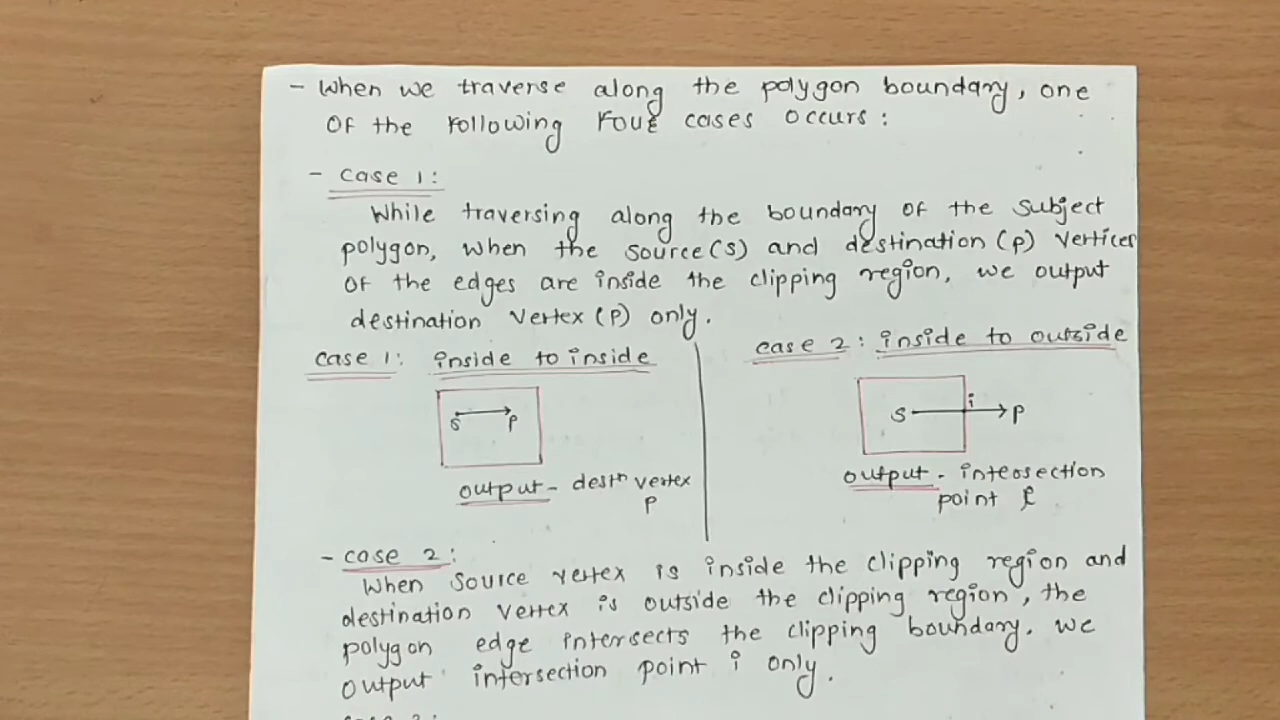 - When we traverse along the polygon boundary, one
of the following four cases occurs:
- Case 1:
While traversing along the boundary of the subject
polygon, when the source(s) and destination (p) vertices
of the edges are inside the clipping region, we output
destination vertex (p) only.
case 1: inside to inside
S P
output - destⁿ vertex
p
case 2: inside to outside
S i P
output - intersection
point i
- case 2:
When source vertex is inside the clipping region and
destination vertex is outside the clipping region, the
polygon edge intersects the clipping boundary. we
output intersection point i only.